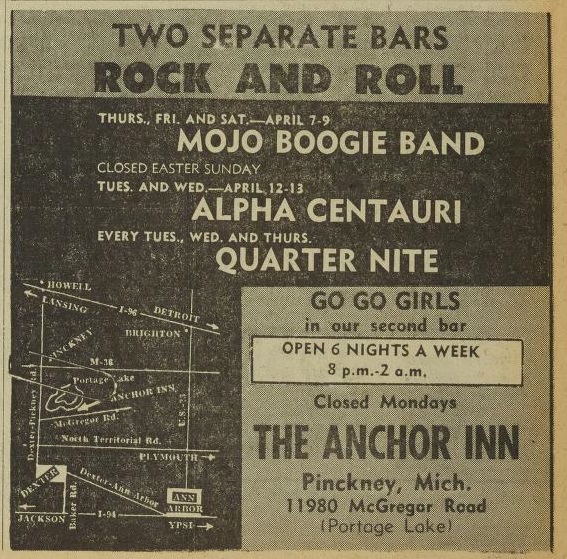 TWO SEPARATE BARS
ROCK AND ROLL
THURS., FRI. AND SAT.—APRIL 7-9
MOJO BOOGIE BAND
CLOSED EASTER SUNDAY
TUES. AND WED.—APRIL 12-13
ALPHA CENTAURI
EVERY TUES., WED. AND THURS.
QUARTER NITE
HOWELL
LANSING
I-96
DETROIT
BRIGHTON
PINCKNEY
M-36
Portage Lake
ANCHOR INN
McGregor Rd.
Dexter-Pinckney Rd.
U.S.-23
North Territorial Rd.
PLYMOUTH
DEXTER
Dexter-Ann Arbor
Baker Rd.
ANN
ARBOR
JACKSON
I-94
YPSI
GO GO GIRLS
in our second bar
OPEN 6 NIGHTS A WEEK
8 p.m.-2 a.m.
Closed Mondays
THE ANCHOR INN
Pinckney, Mich.
11980 McGregor Road
(Portage Lake)